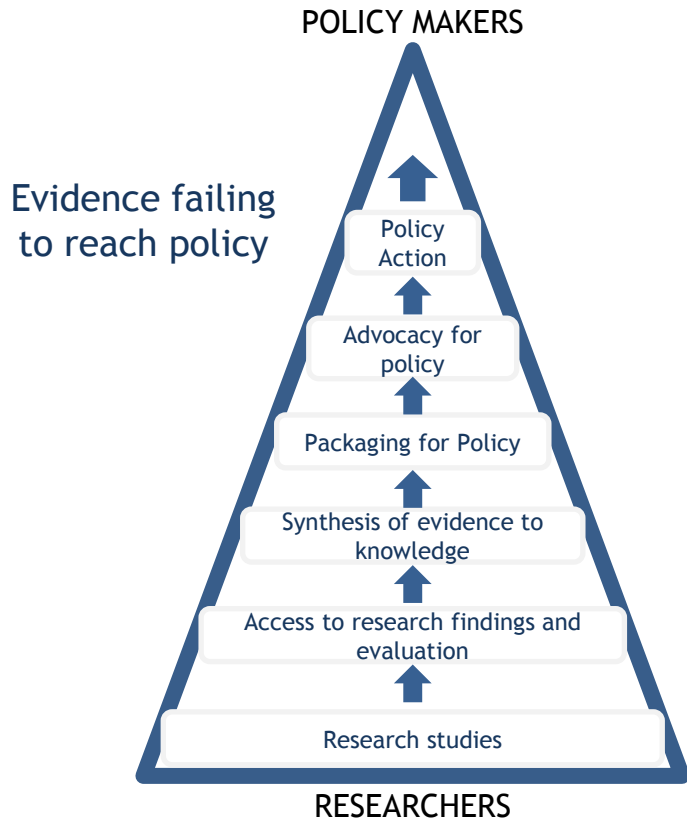 POLICY MAKERS
Evidence failing
to reach policy
Policy
Action
Advocacy for
policy
Packaging for Policy
Synthesis of evidence to
knowledge
Access to research findings and
evaluation
Research studies
RESEARCHERS